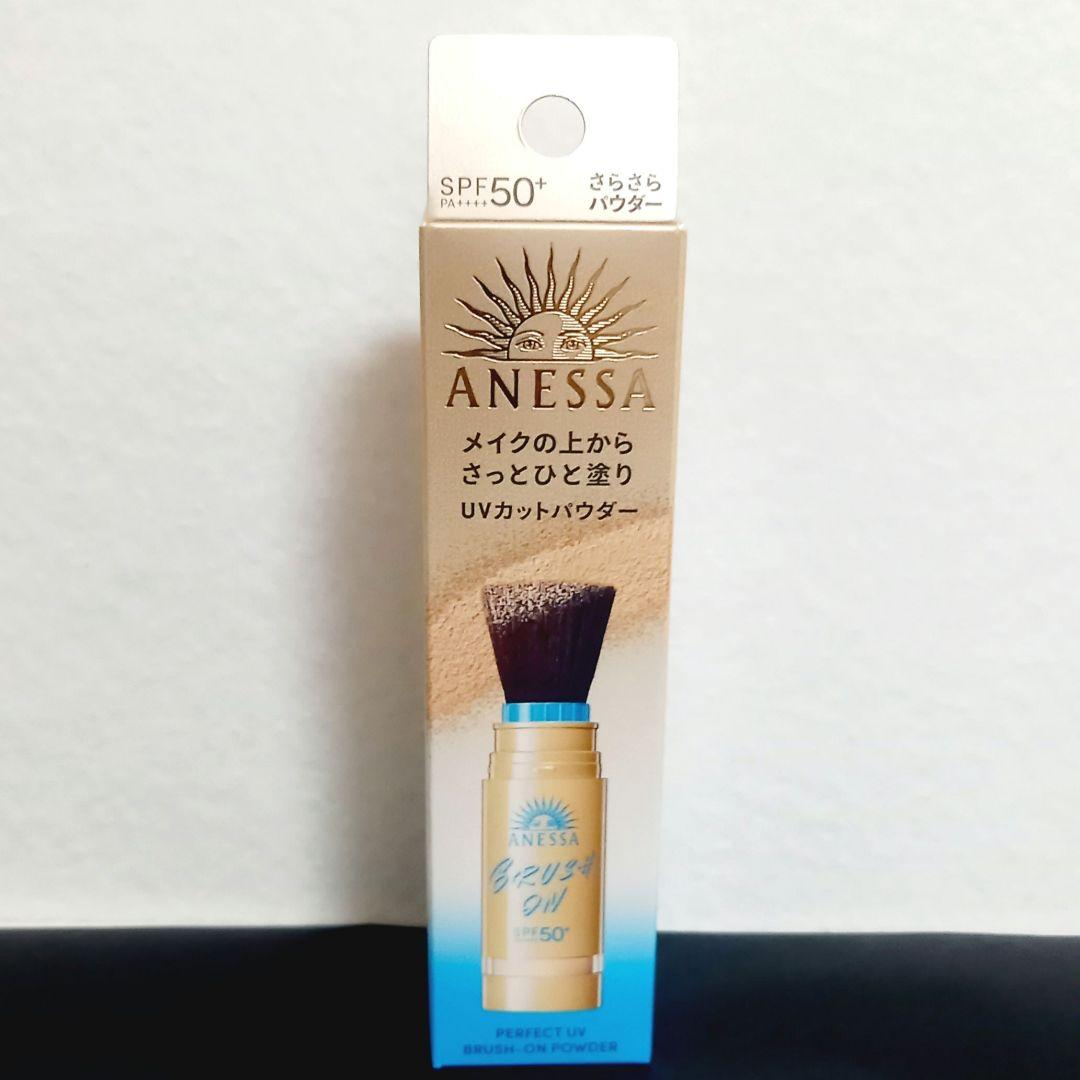 SPF50+
PA++++
さらさら
パウダー
ANESSA
メイクの上から
さっとひと塗り
UVカットパウダー
ANESSA
BRUSH
ON
SPF50+
PERFECT UV
BRUSH-ON POWDER